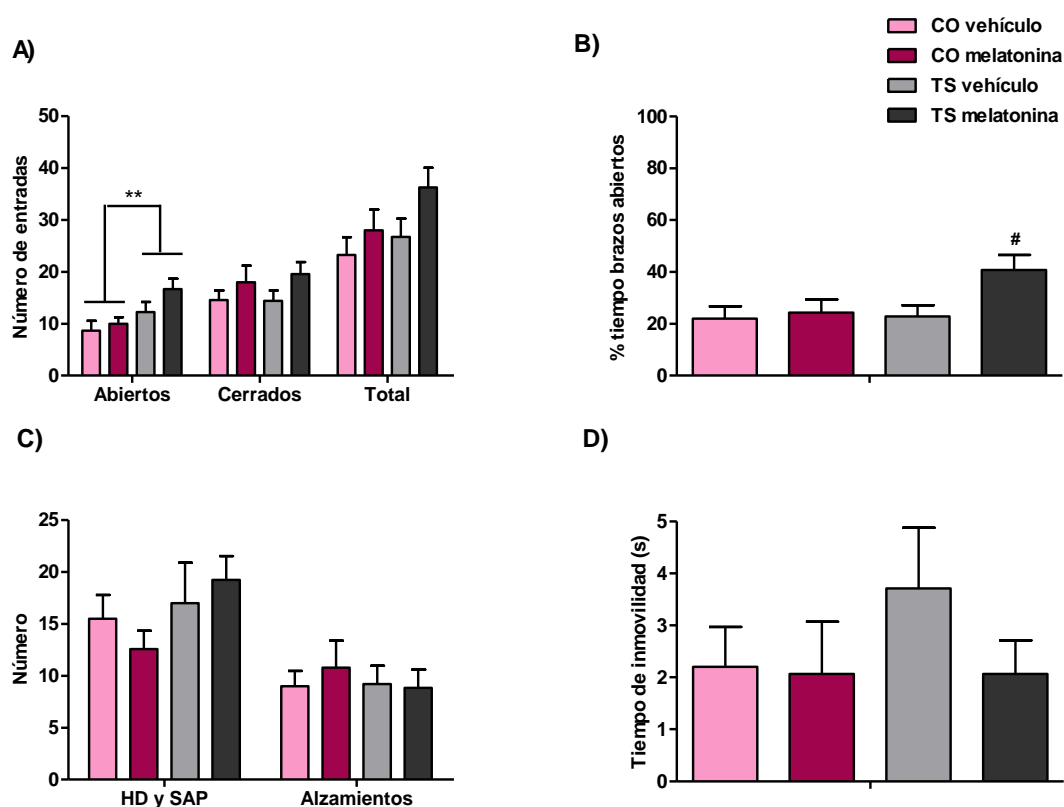 CO vehículo
CO melatonina
TS vehículo
TS melatonina
A)
Número de entradas
50
40
30
20
10
0
**
Abiertos Cerrados Total
B)
% tiempo brazos abiertos
100
80
60
40
20
0
#
C)
Número
25
20
15
10
5
0
HD y SAP Alzamientos
D)
Tiempo de inmovilidad (s)
5
4
3
2
1
0